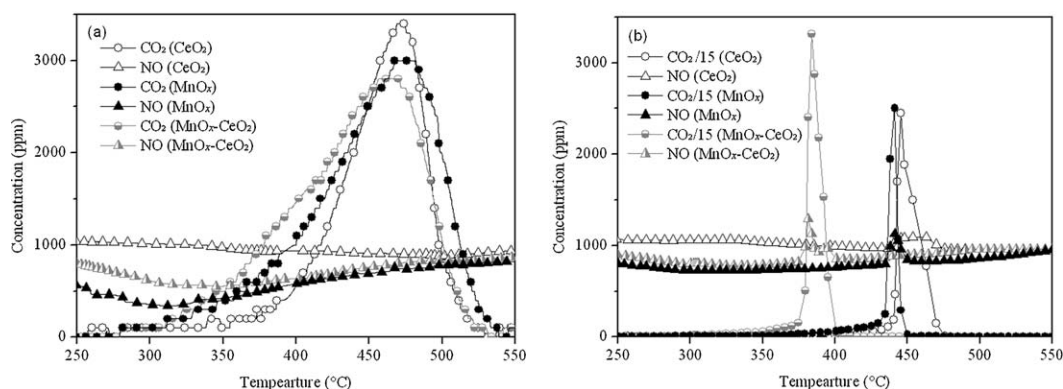 (a)
CO₂ (CeO₂)
NO (CeO₂)
CO₂ (MnOx)
NO (MnOx)
CO₂ (MnOx-CeO₂)
NO (MnOx-CeO₂)
Concentration (ppm)
3000
2000
1000
0
250 300 350 400 450 500 550
Tempearture (°C)
(b)
CO₂/15 (CeO₂)
NO (CeO₂)
CO₂/15 (MnOx)
NO (MnOx)
CO₂/15 (MnOx-CeO₂)
NO (MnOx-CeO₂)
Concentration (ppm)
3000
2000
1000
0
250 300 350 400 450 500 550
Tempearture (°C)